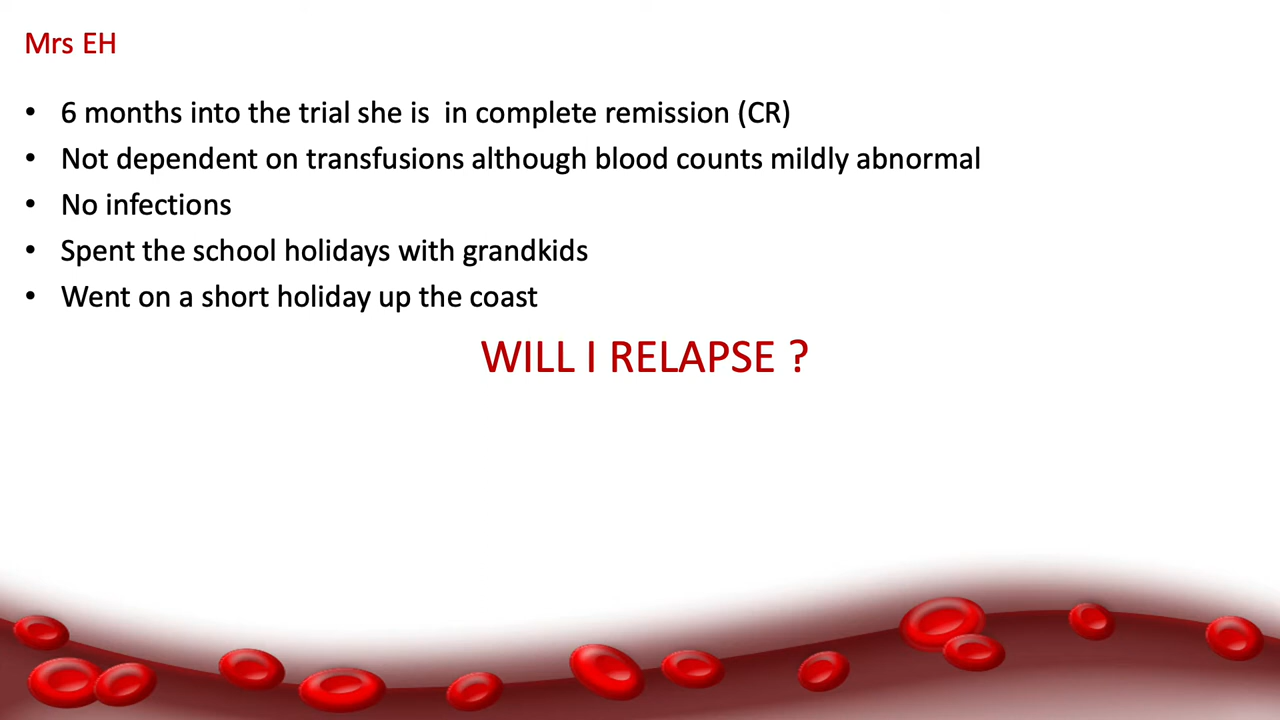 Mrs EH
• 6 months into the trial she is  in complete remission (CR)
• Not dependent on transfusions although blood counts mildly abnormal
• No infections
• Spent the school holidays with grandkids
• Went on a short holiday up the coast
WILL I RELAPSE ?